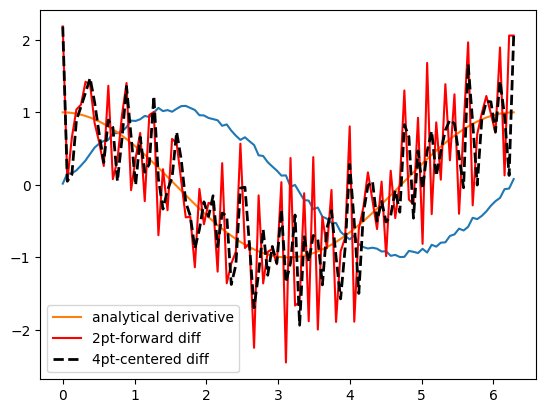 2
1
0
−1
−2
analytical derivative
2pt-forward diff
4pt-centered diff
0 1 2 3 4 5 6